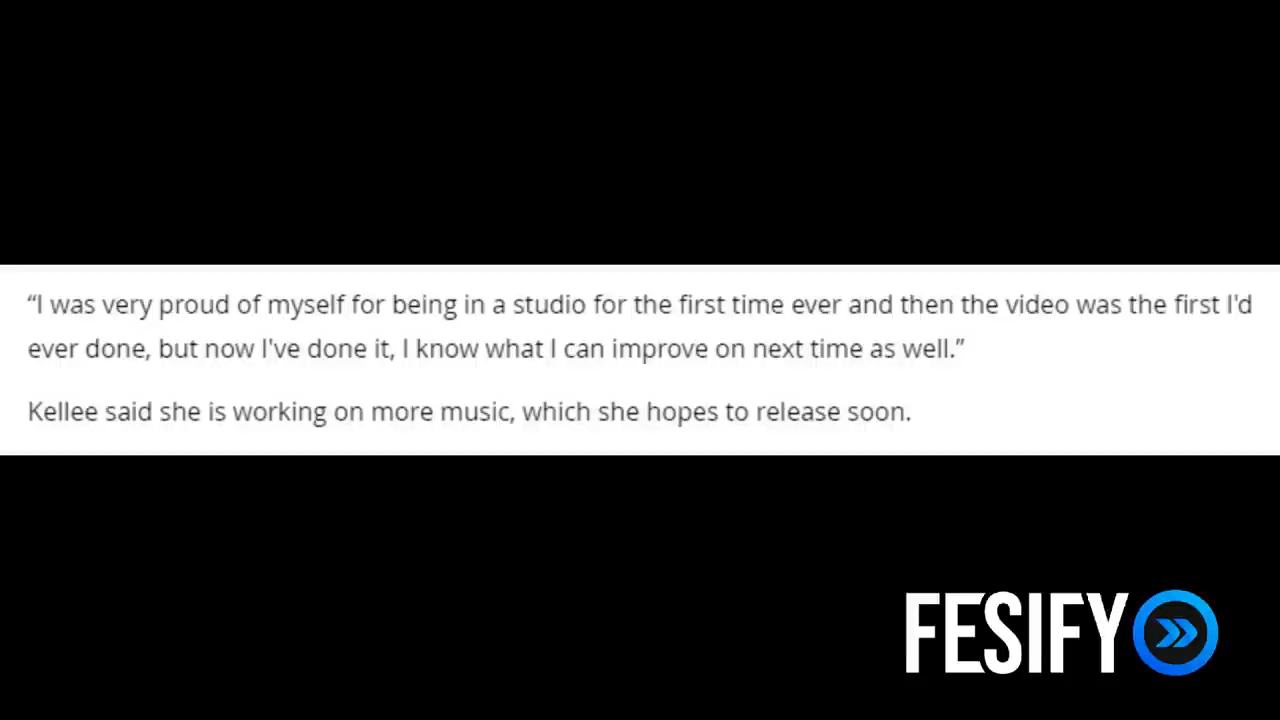 “I was very proud of myself for being in a studio for the first time ever and then the video was the first I'd
ever done, but now I've done it, I know what I can improve on next time as well.”
Kellee said she is working on more music, which she hopes to release soon.
FESIFY